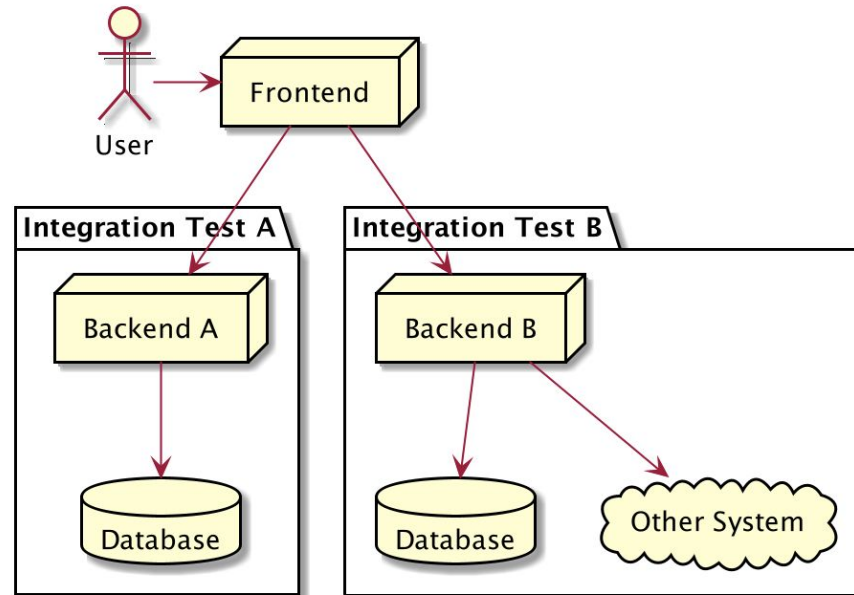 User
Frontend
Integration Test A
Integration Test B
Backend A
Backend B
Database
Database
Other System